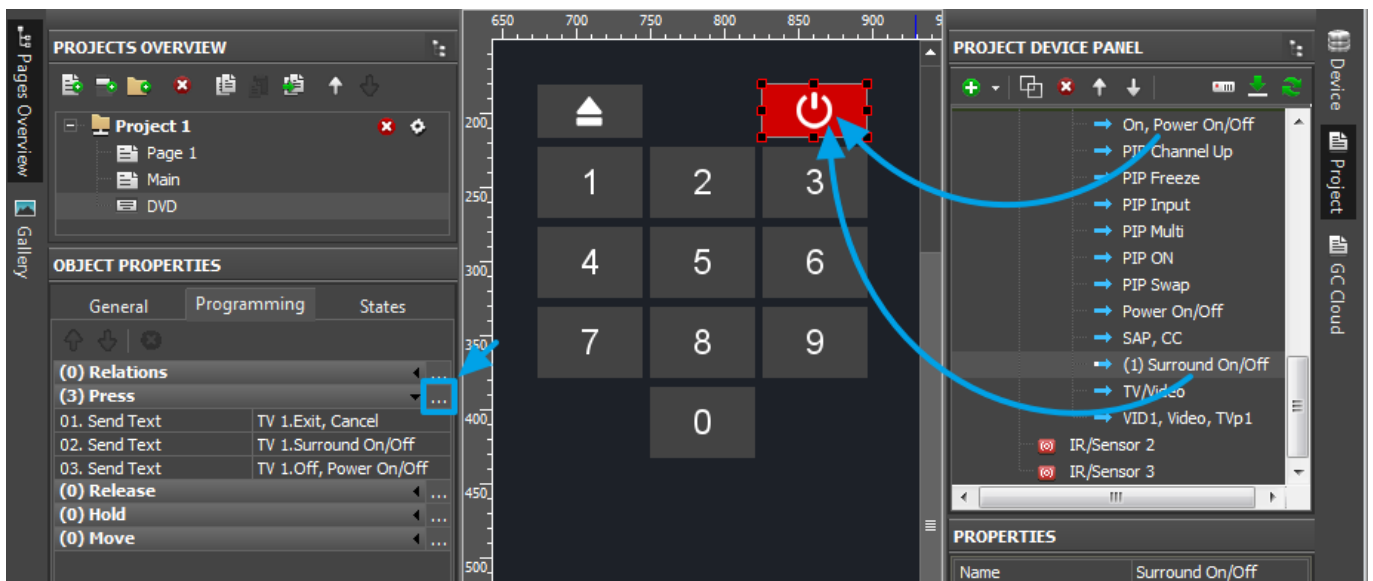 Pages Overview
Gallery
PROJECTS OVERVIEW
Project 1
Page 1
Main
DVD
OBJECT PROPERTIES
General Programming States
(0) Relations ...
(3) Press ...
01. Send Text TV 1.Exit, Cancel
02. Send Text TV 1.Surround On/Off
03. Send Text TV 1.Off, Power On/Off
(0) Release ...
(0) Hold ...
(0) Move ...
650 700 750 800 850 900 9
200
250
300
350
400
450
500
1 2 3
4 5 6
7 8 9
0
PROJECT DEVICE PANEL
On, Power On/Off
PIP Channel Up
PIP Freeze
PIP Input
PIP Multi
PIP ON
PIP Swap
Power On/Off
SAP, CC
(1) Surround On/Off
TV/Video
VID1, Video, TVp1
IR/Sensor 2
IR/Sensor 3
PROPERTIES
Name Surround On/Off
Device
Project
GC Cloud